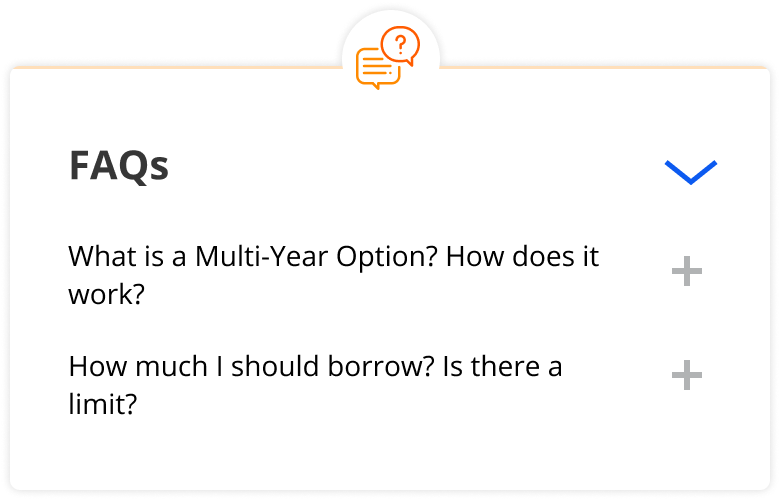 FAQs
What is a Multi-Year Option? How does it
work?
How much I should borrow? Is there a
limit?